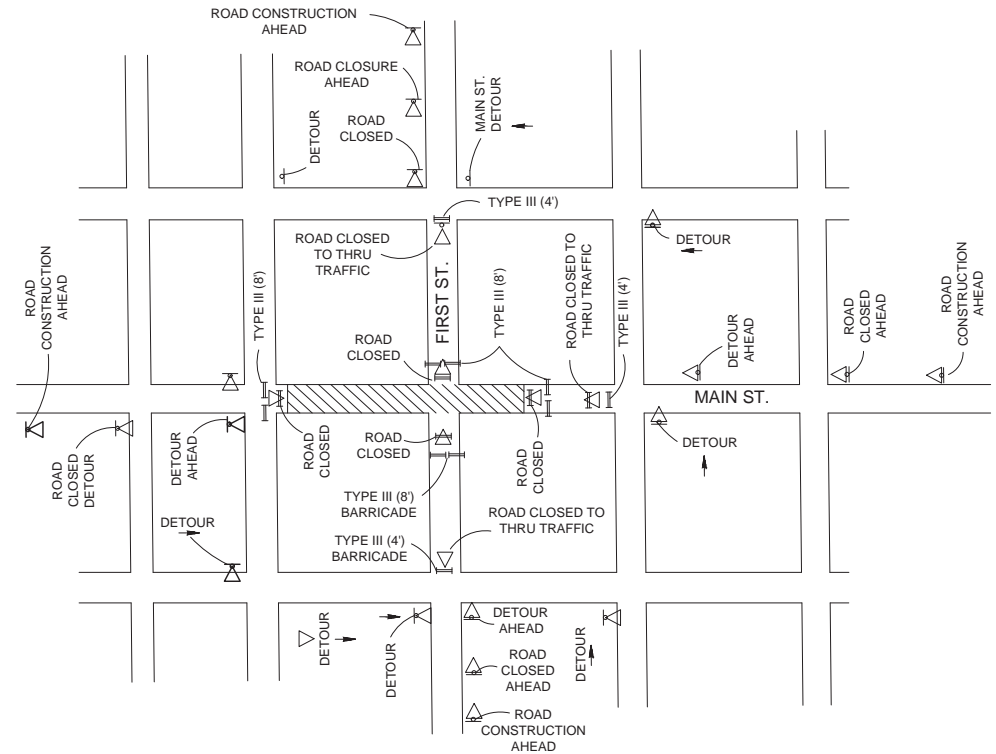 ROAD CONSTRUCTION
AHEAD
ROAD CLOSURE
AHEAD
ROAD
CLOSED
DETOUR
MAIN ST.
DETOUR
TYPE III (4')
ROAD CLOSED
TO THRU
TRAFFIC
FIRST ST.
TYPE III (8')
ROAD CLOSED TO
THRU TRAFFIC
TYPE III (4')
DETOUR
ROAD
CONSTRUCTION
AHEAD
TYPE III (8')
ROAD
CLOSED
DETOUR
AHEAD
ROAD
CLOSED
AHEAD
ROAD
CONSTRUCTION
AHEAD
MAIN ST.
ROAD
CLOSED
DETOUR
DETOUR
AHEAD
ROAD
CLOSED
ROAD
CLOSED
ROAD
CLOSED
DETOUR
TYPE III (8')
BARRICADE
DETOUR
TYPE III (4')
BARRICADE
ROAD CLOSED TO
THRU TRAFFIC
DETOUR
DETOUR
DETOUR
AHEAD
DETOUR
ROAD
CLOSED
AHEAD
ROAD
CONSTRUCTION
AHEAD